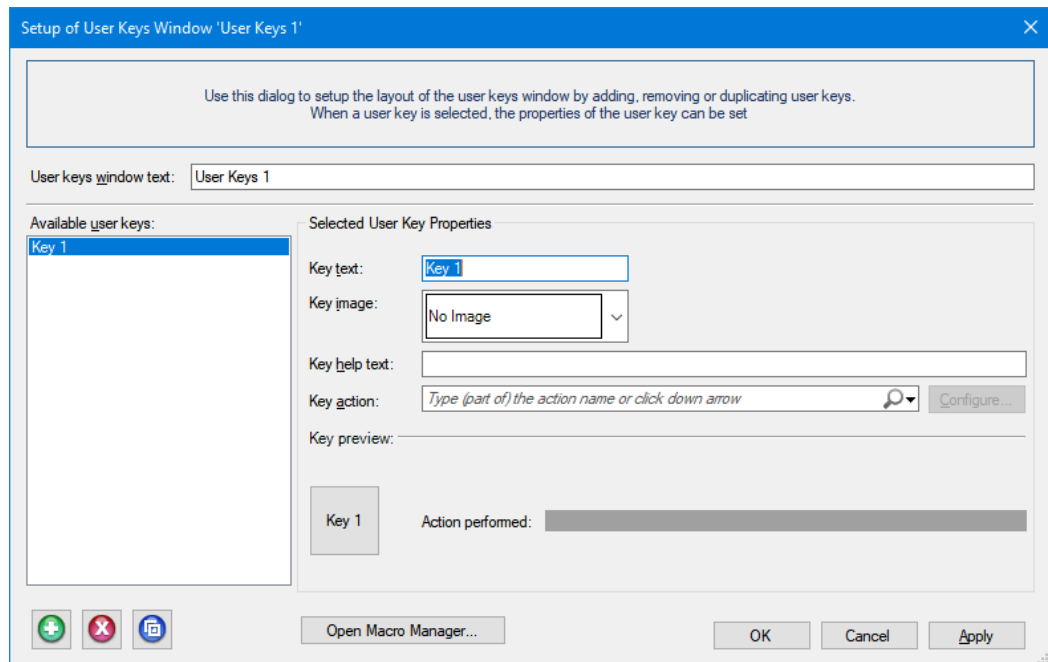 Setup of User Keys Window 'User Keys 1'
Use this dialog to setup the layout of the user keys window by adding, removing or duplicating user keys.
When a user key is selected, the properties of the user key can be set
User keys window text: User Keys 1
Available user keys:
Key 1
Selected User Key Properties
Key text: Key 1
Key image: No Image
Key help text:
Key action: Type (part of) the action name or click down arrow Configure...
Key preview:
Key 1 Action performed:
Open Macro Manager... OK Cancel Apply